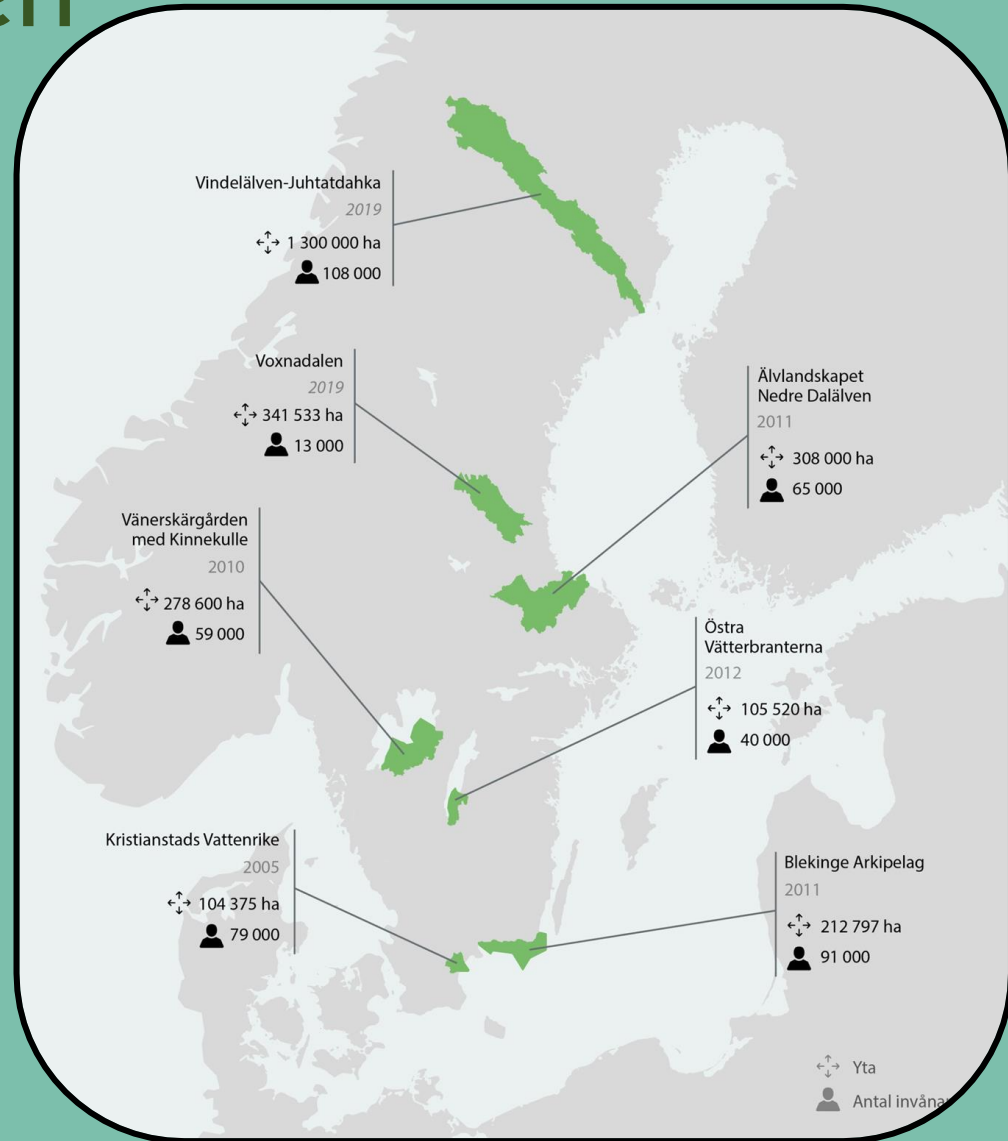 Vindelälven-Juhtatdahka
2019
1 300 000 ha
108 000
Voxnadalen
2019
341 533 ha
13 000
Älvlandskapet
Nedre Dalälven
2011
308 000 ha
65 000
Vänerskärgården
med Kinnekulle
2010
278 600 ha
59 000
Östra
Vätterbranterna
2012
105 520 ha
40 000
Kristianstads Vattenrike
2005
104 375 ha
79 000
Blekinge Arkipelag
2011
212 797 ha
91 000
Yta
Antal